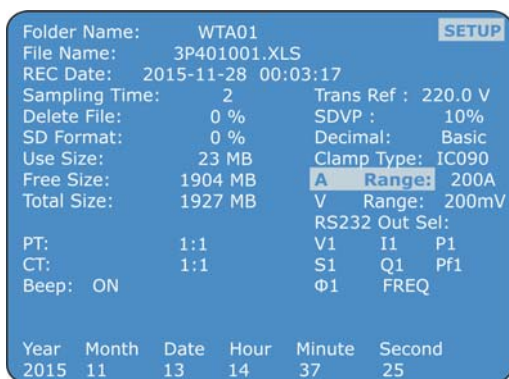 Folder Name: WTA01 SETUP
File Name: 3P401001.XLS
REC Date: 2015-11-28 00:03:17
Sampling Time: 2 Trans Ref : 220.0 V
Delete File: 0 % SDVP : 10%
SD Format: 0 % Decimal: Basic
Use Size: 23 MB Clamp Type: IC090
Free Size: 1904 MB A Range: 200A
Total Size: 1927 MB V Range: 200mV
RS232 Out Sel:
PT: 1:1 V1 I1 P1
CT: 1:1 S1 Q1 Pf1
Beep: ON Φ1 FREQ
Year Month Date Hour Minute Second
2015 11 13 14 37 25